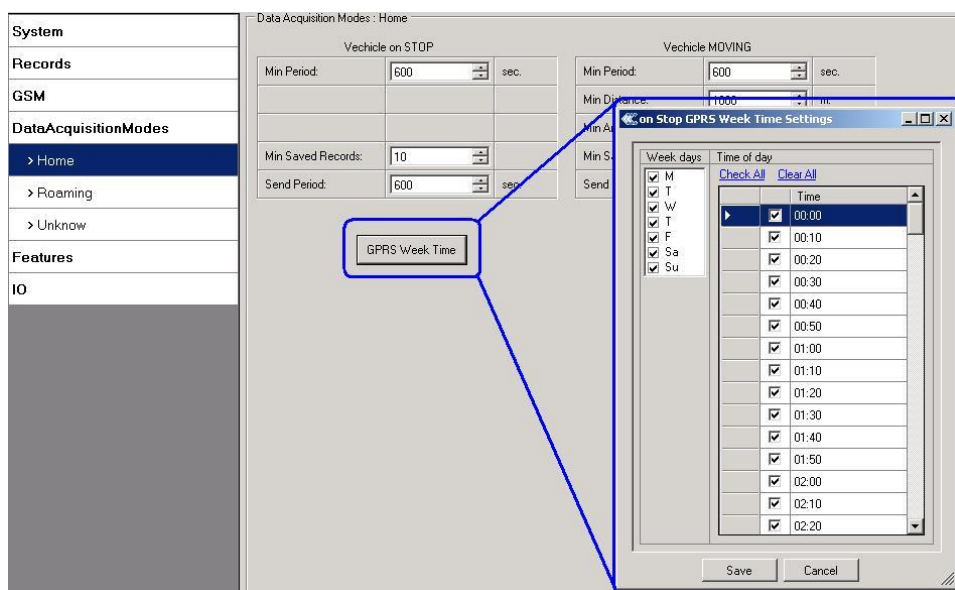 Data Acquisition Modes : Home
System
Records
GSM
DataAcquisitionModes
> Home
> Roaming
> Unknow
Features
IO
Vechicle on STOP
Min Period: 600 sec.
Min Saved Records: 10
Send Period: 600 sec.
GPRS Week Time
Vechicle MOVING
Min Period: 600 sec.
Min Distance: 1000 m.
Min
Min
Send
on Stop GPRS Week Time Settings
Week days
M
T
W
T
F
Sa
Su
Time of day
Check All Clear All
Time
00:00
00:10
00:20
00:30
00:40
00:50
01:00
01:10
01:20
01:30
01:40
01:50
02:00
02:10
02:20
Save Cancel